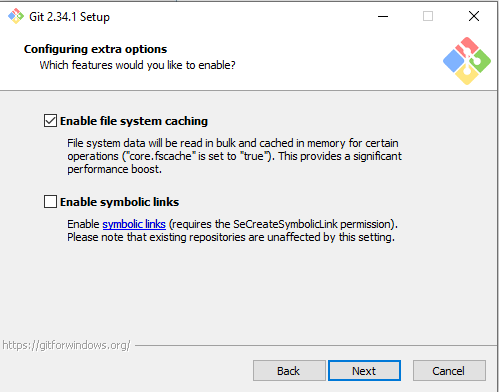 Git 2.34.1 Setup
Configuring extra options
Which features would you like to enable?
Enable file system caching
File system data will be read in bulk and cached in memory for certain
operations ("core.fscache" is set to "true"). This provides a significant
performance boost.
Enable symbolic links
Enable symbolic links (requires the SeCreateSymbolicLink permission).
Please note that existing repositories are unaffected by this setting.
https://gitforwindows.org/
Back
Next
Cancel